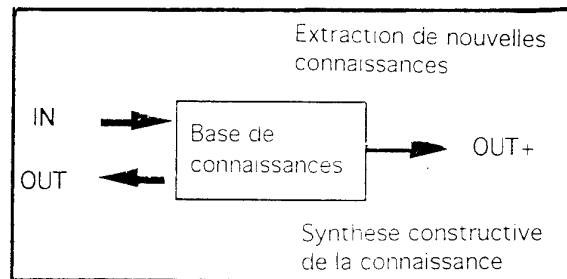 Extraction de nouvelles
connaissances
IN
Base de
connaissances
OUT
OUT+
Synthese constructive
de la connaissance